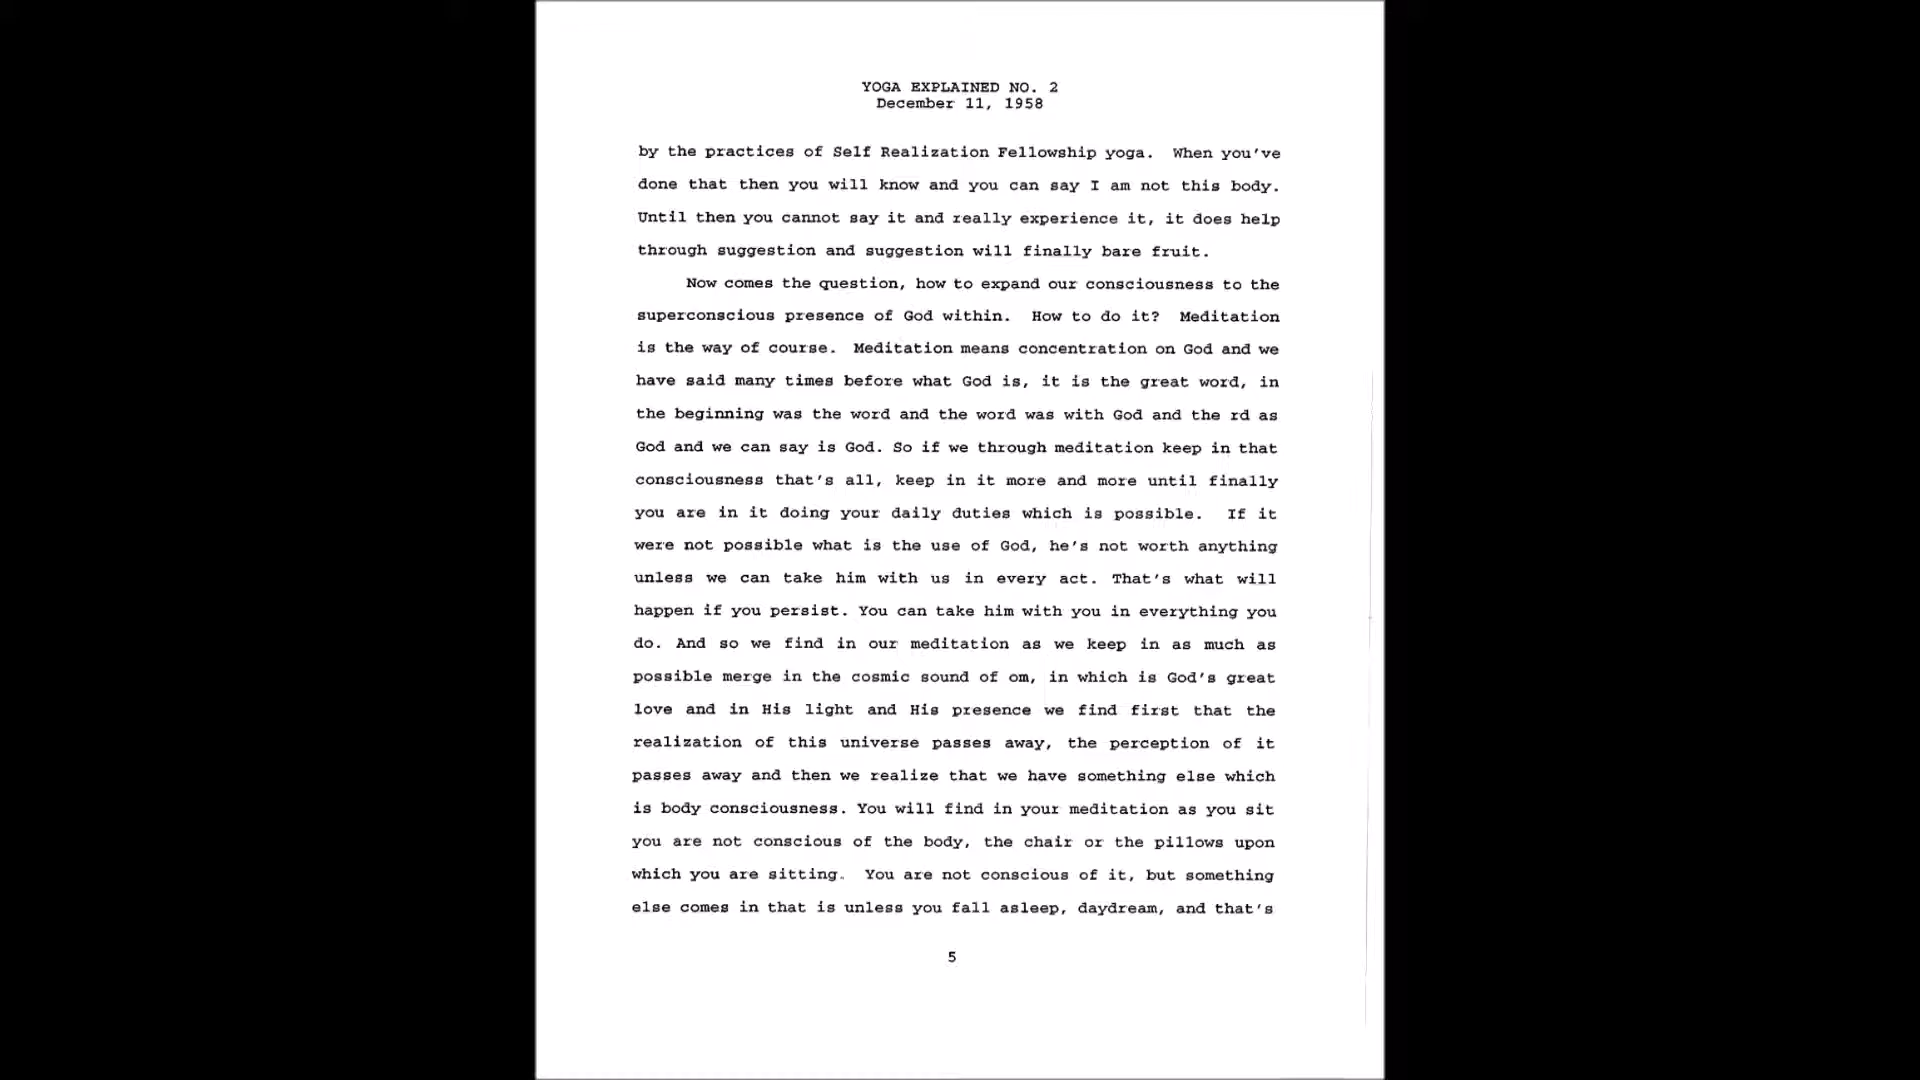 YOGA EXPLAINED NO. 2
December 11, 1958
by the practices of Self Realization Fellowship yoga. When you've
done that then you will know and you can say I am not this body.
Until then you cannot say it and really experience it, it does help
through suggestion and suggestion will finally bare fruit.
Now comes the question, how to expand our consciousness to the
superconscious presence of God within. How to do it? Meditation
is the way of course. Meditation means concentration on God and we
have said many times before what God is, it is the great word, in
the beginning was the word and the word was with God and the rd as
God and we can say is God. So if we through meditation keep in that
consciousness that's all, keep in it more and more until finally
you are in it doing your daily duties which is possible. If it
were not possible what is the use of God, he's not worth anything
unless we can take him with us in every act. That's what will
happen if you persist. You can take him with you in everything you
do. And so we find in our meditation as we keep in as much as
possible merge in the cosmic sound of om, in which is God's great
love and in His light and His presence we find first that the
realization of this universe passes away, the perception of it
passes away and then we realize that we have something else which
is body consciousness. You will find in your meditation as you sit
you are not conscious of the body, the chair or the pillows upon
which you are sitting. You are not conscious of it, but something
else comes in that is unless you fall asleep, daydream, and that's
5